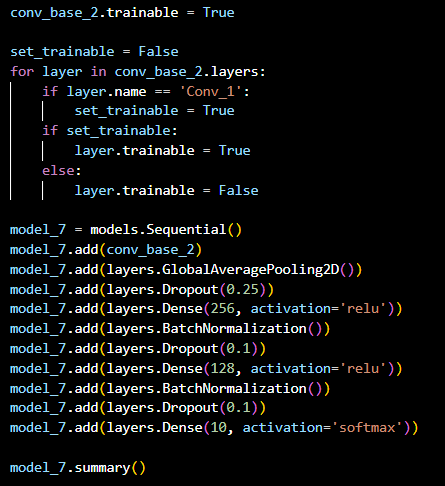 conv_base_2.trainable = True
set_trainable = False
for layer in conv_base_2.layers:
    if layer.name == 'Conv_1':
        set_trainable = True
    if set_trainable:
        layer.trainable = True
    else:
        layer.trainable = False
model_7 = models.Sequential()
model_7.add(conv_base_2)
model_7.add(layers.GlobalAveragePooling2D())
model_7.add(layers.Dropout(0.25))
model_7.add(layers.Dense(256, activation='relu'))
model_7.add(layers.BatchNormalization())
model_7.add(layers.Dropout(0.1))
model_7.add(layers.Dense(128, activation='relu'))
model_7.add(layers.BatchNormalization())
model_7.add(layers.Dropout(0.1))
model_7.add(layers.Dense(10, activation='softmax'))
model_7.summary()